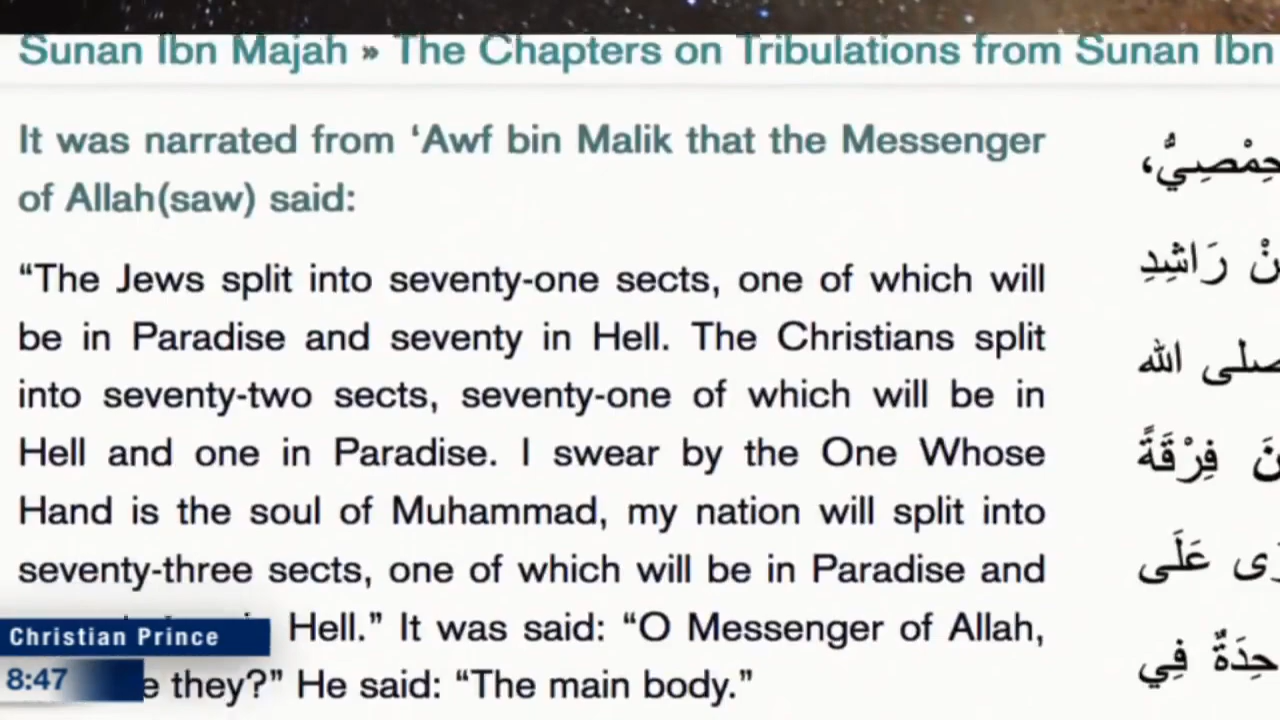 Sunan Ibn Majah » The Chapters on Tribulations from Sunan Ibn
It was narrated from ‘Awf bin Malik that the Messenger
of Allah(saw) said:
“The Jews split into seventy-one sects, one of which will
be in Paradise and seventy in Hell. The Christians split
into seventy-two sects, seventy-one of which will be in
Hell and one in Paradise. I swear by the One Whose
Hand is the soul of Muhammad, my nation will split into
seventy-three sects, one of which will be in Paradise and
Hell.” It was said: “O Messenger of Allah,
they?” He said: “The main body.”
حِمْصِيُّ،
رَاشِدِ
صلى الله
فِرْقَةً
عَلَى
فِي
Christian Prince
8:47